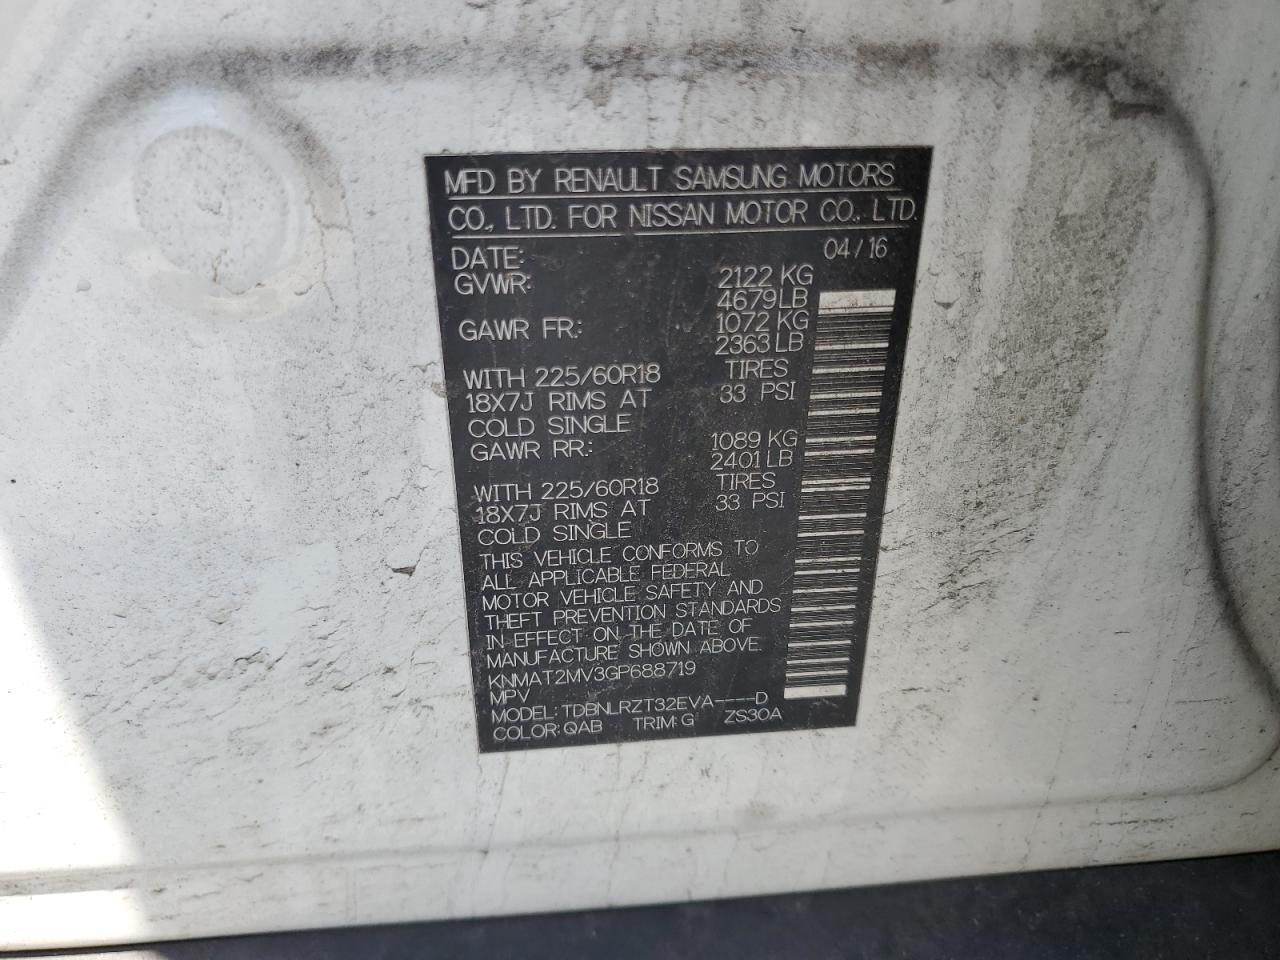 MFD BY RENAULT SAMSUNG MOTORS
CO., LTD. FOR NISSAN MOTOR CO., LTD.
DATE: 04/16
GVWR: 2122 KG
4679 LB
GAWR FR: 1072 KG
2363 LB
WITH 225/60R18 TIRES
18X7J RIMS AT 33 PSI
COLD SINGLE
GAWR RR: 1089 KG
2401 LB
WITH 225/60R18 TIRES
18X7J RIMS AT 33 PSI
COLD SINGLE
THIS VEHICLE CONFORMS TO
ALL APPLICABLE FEDERAL
MOTOR VEHICLE SAFETY AND
THEFT PREVENTION STANDARDS
IN EFFECT ON THE DATE OF
MANUFACTURE SHOWN ABOVE.
KNMAT2MV3GP688719
MPV
MODEL: TDBNLRZT32EVA----D
COLOR: QAB TRIM: G ZS30A